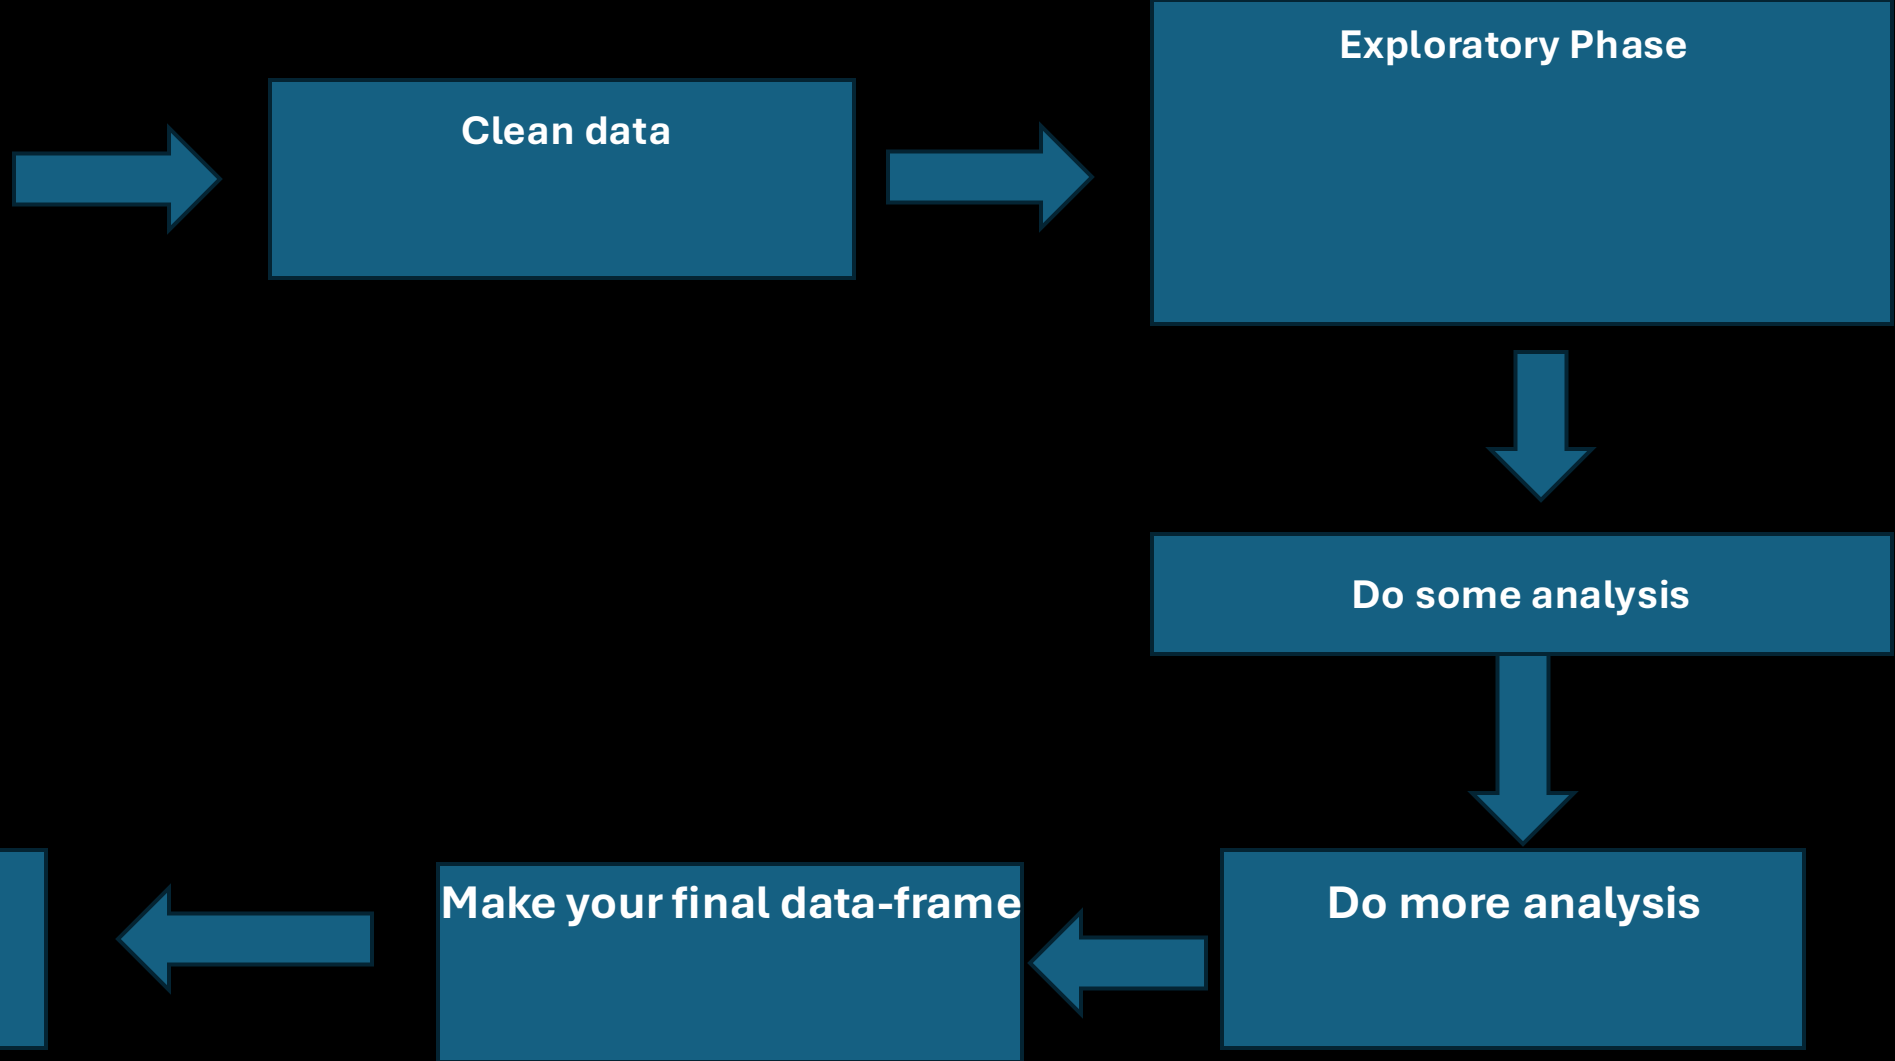 Exploratory Phase
Clean data
Do some analysis
Do more analysis
Make your final data-frame